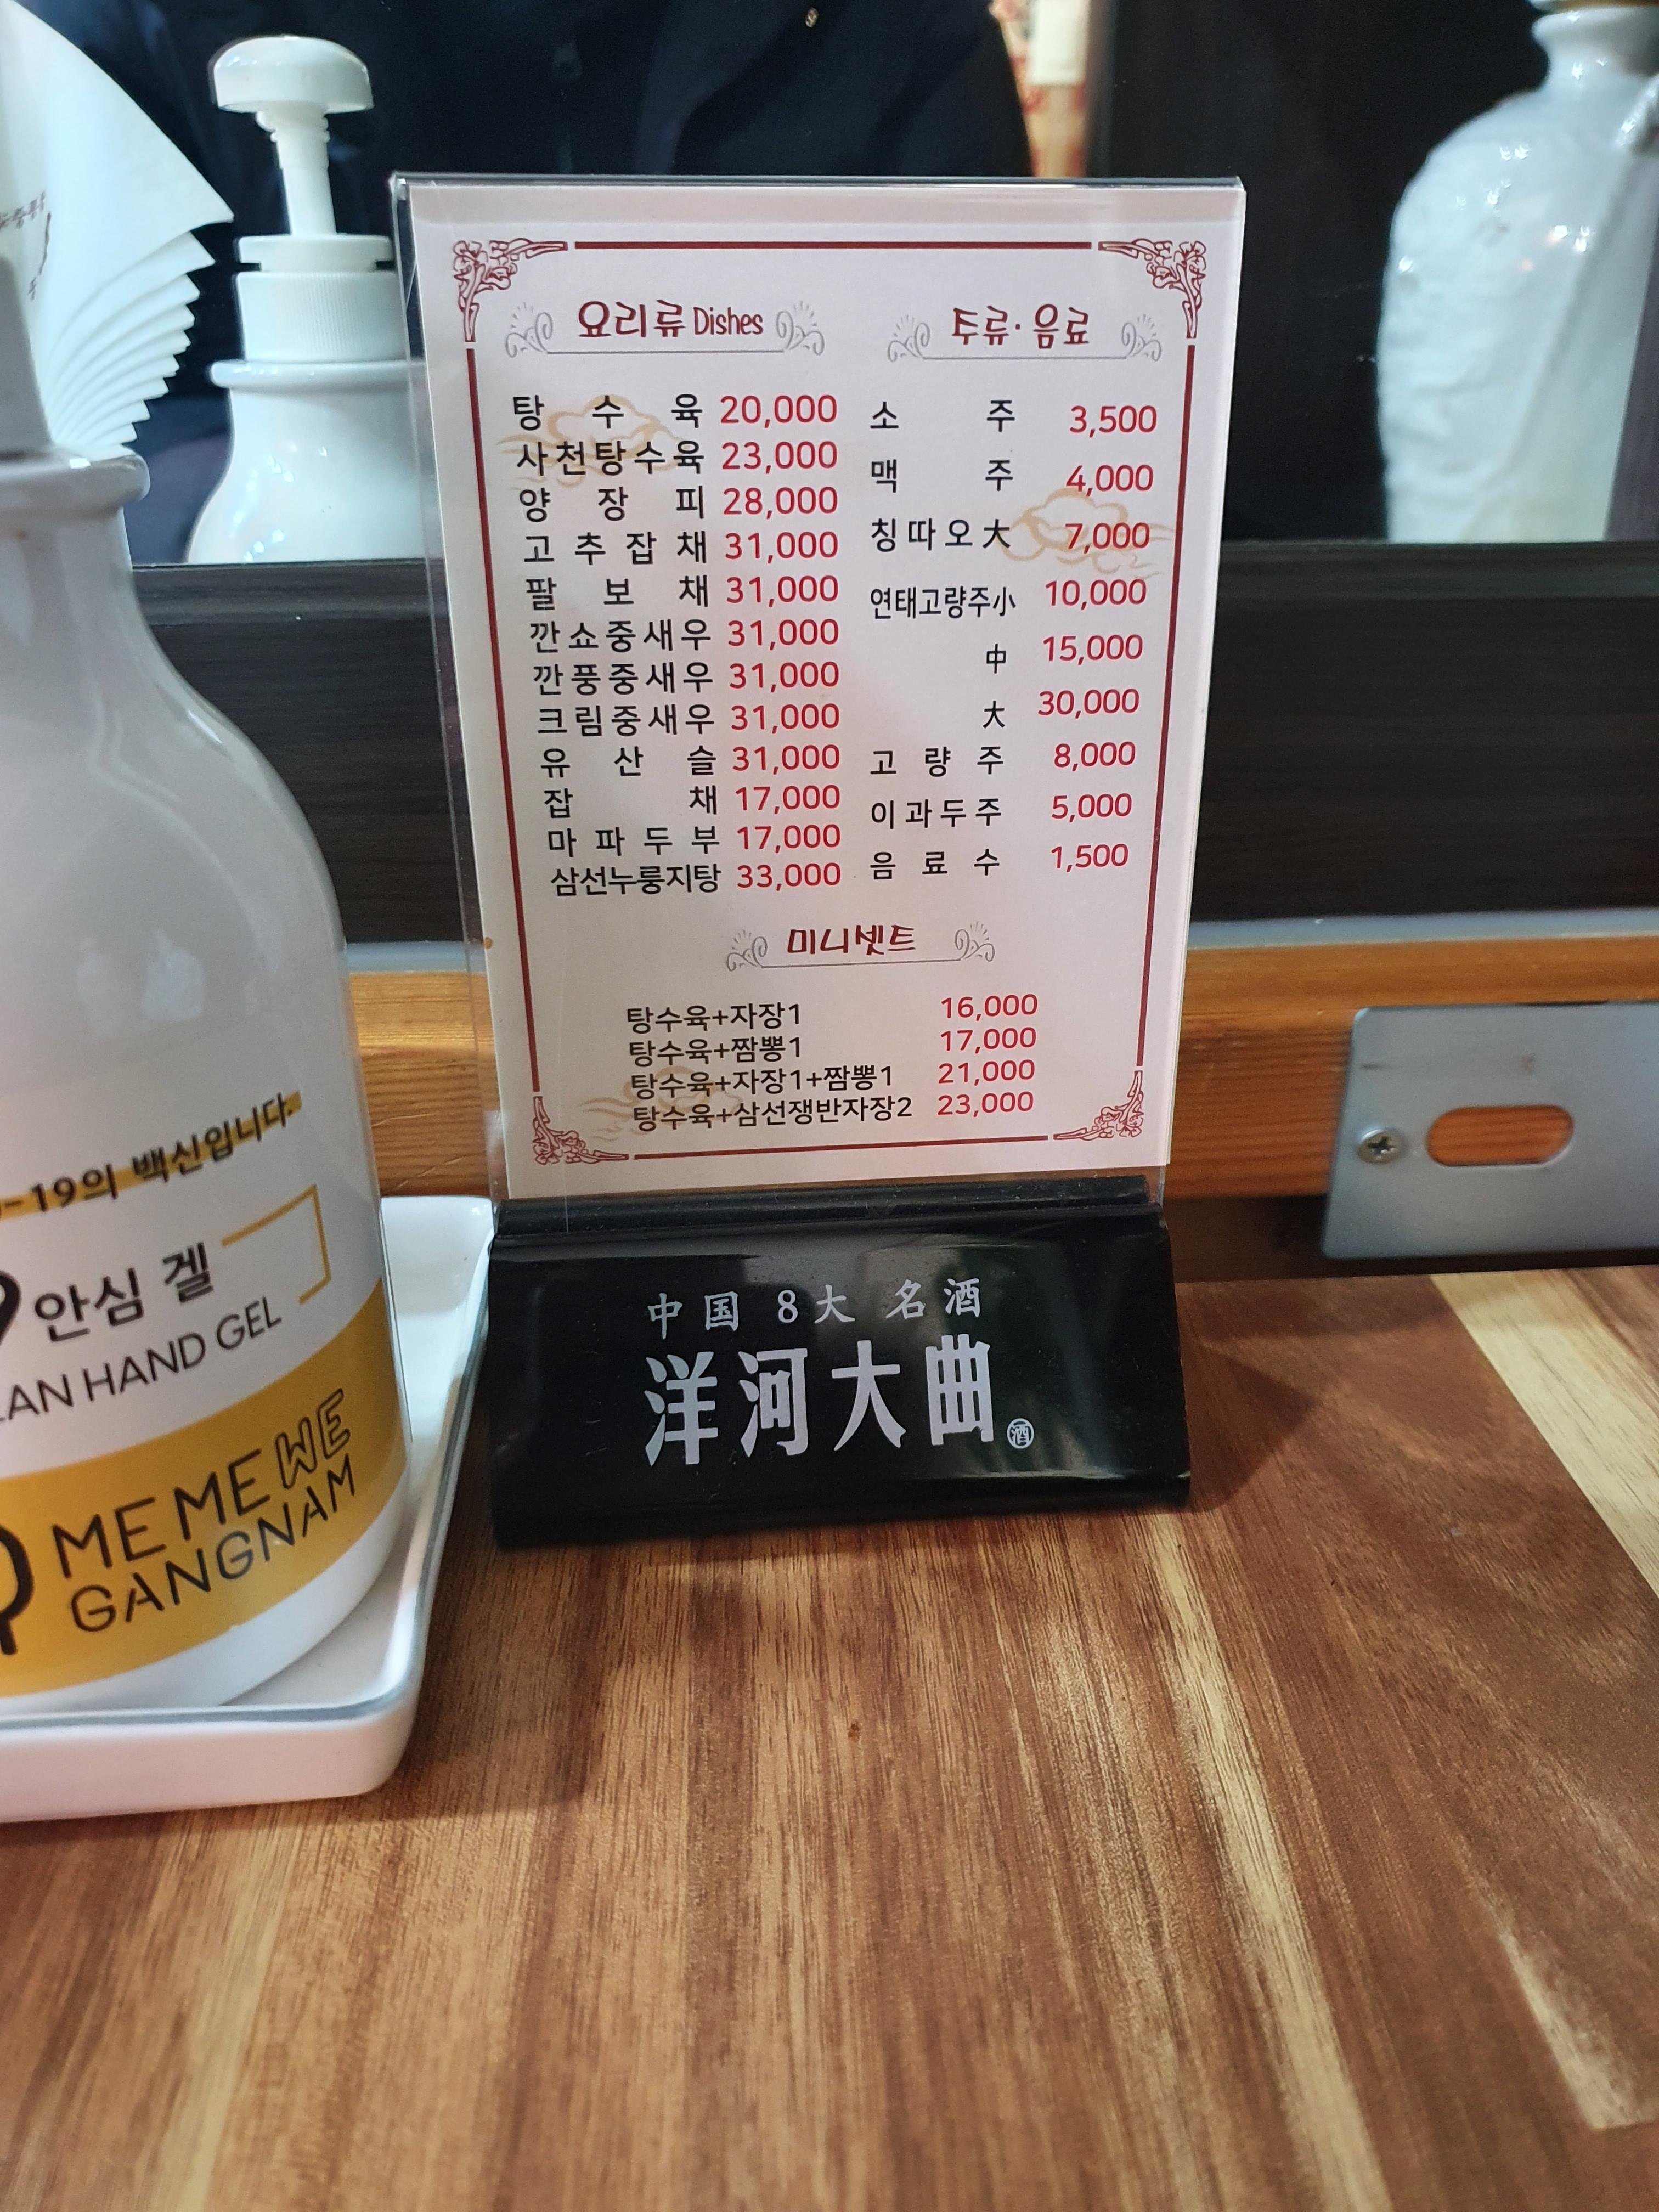 요리류 Dishes
탕수육 20,000
사천탕수육 23,000
양장피 28,000
고추잡채 31,000
팔보채 31,000
깐쇼중새우 31,000
깐풍중새우 31,000
크림중새우 31,000
유산슬 31,000
잡채 17,000
마파두부 17,000
삼선누룽지탕 33,000
주류·음료
소주 3,500
맥주 4,000
칭따오大 7,000
연태고량주小 10,000
中 15,000
大 30,000
고량주 8,000
이과두주 5,000
음료수 1,500
미니셋트
탕수육+자장1 16,000
탕수육+짬뽕1 17,000
탕수육+자장1+짬뽕1 21,000
탕수육+삼선쟁반자장2 23,000
中国 8大 名酒
洋河大曲
酒
-19의 백신입니다.
안심 겔
AN HAND GEL
MEMEWE
GANGNAM